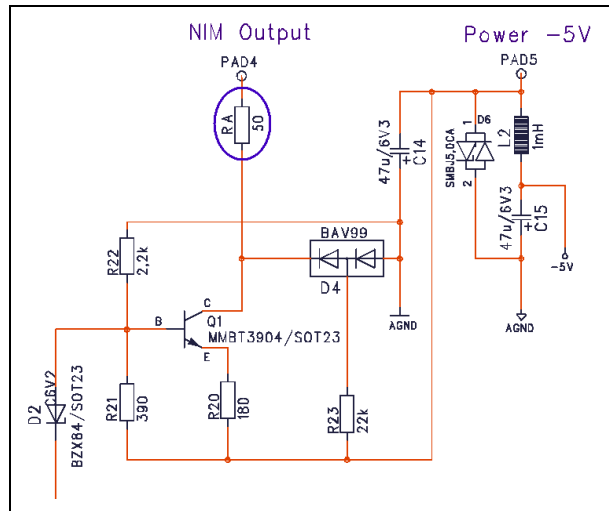 NIM Output
Power -5V
PAD4
PAD5
RA
50
47u/6V3
+
C14
1
D6
SMBJ5,0CA
2
L2
1mH
47u/6V3
+
C15
-5V
R22
2,2k
BAV99
D4
AGND
AGND
C
B
Q1
MMBT3904/SOT23
E
D2
C6V2
BZX84/SOT23
R21
390
R20
180
R23
22k